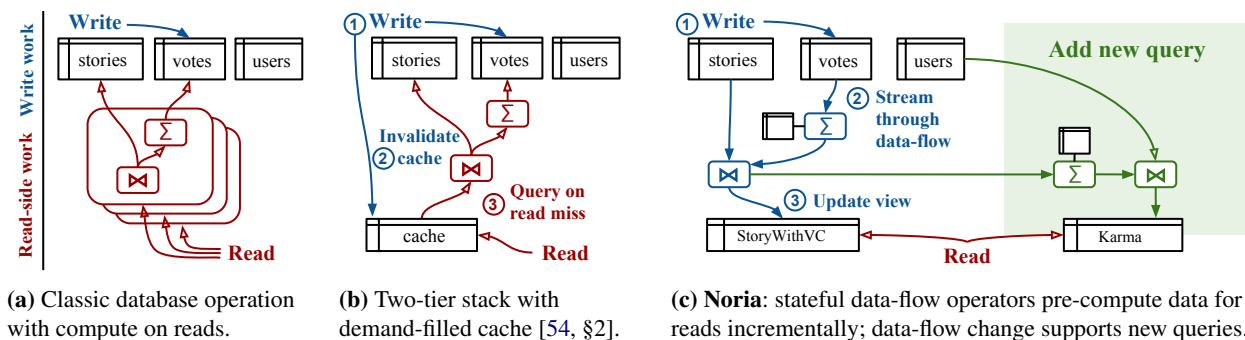 Write work
Read-side work
Write
stories
votes
users
Σ
⋈
Read
(a) Classic database operation
with compute on reads.
1 Write
stories
votes
users
Σ
Invalidate
2 cache
⋈
3 Query on
read miss
cache
Read
(b) Two-tier stack with
demand-filled cache [54, §2].
1 Write
stories
votes
users
Add new query
2 Stream
through
data-flow
Σ
⋈
Σ
⋈
3 Update view
StoryWithVC
Karma
Read
(c) Noria: stateful data-flow operators pre-compute data for
reads incrementally; data-flow change supports new queries.